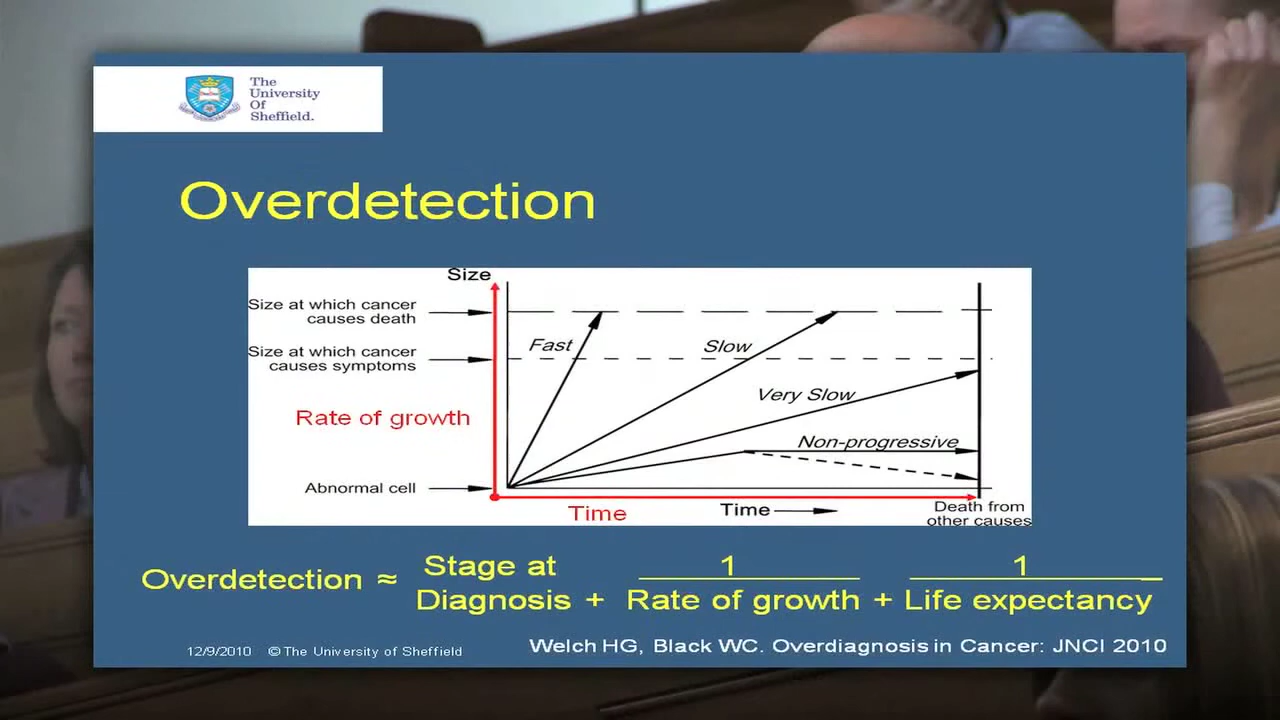 The
University
Of
Sheffield.
Overdetection
Size
Size at which cancer
causes death
Size at which cancer
causes symptoms
Rate of growth
Abnormal cell
Fast
Slow
Very Slow
Non-progressive
Time
Time
Death from
other causes
Overdetection ≈ Stage at Diagnosis + 1 / Rate of growth + 1 / Life expectancy
12/9/2010 ©The University of Sheffield
Welch HG, Black WC. Overdiagnosis in Cancer: JNCI 2010